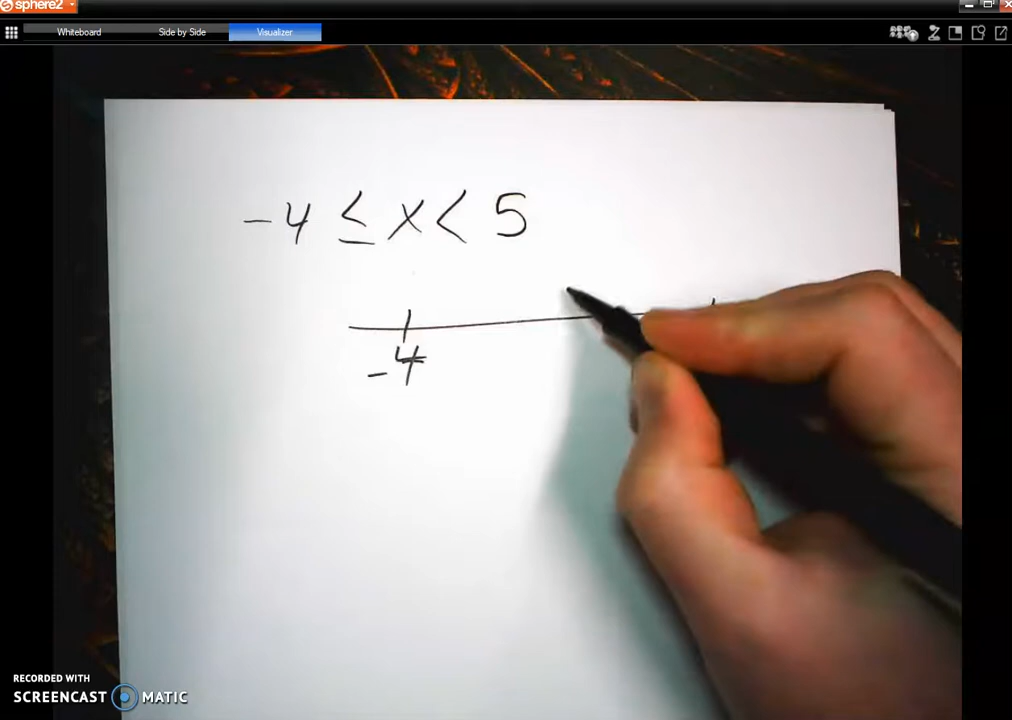 sphere2
Whiteboard Side by Side Visualizer
-4 ≤ x < 5
-4
RECORDED WITH
SCREENCAST MATIC